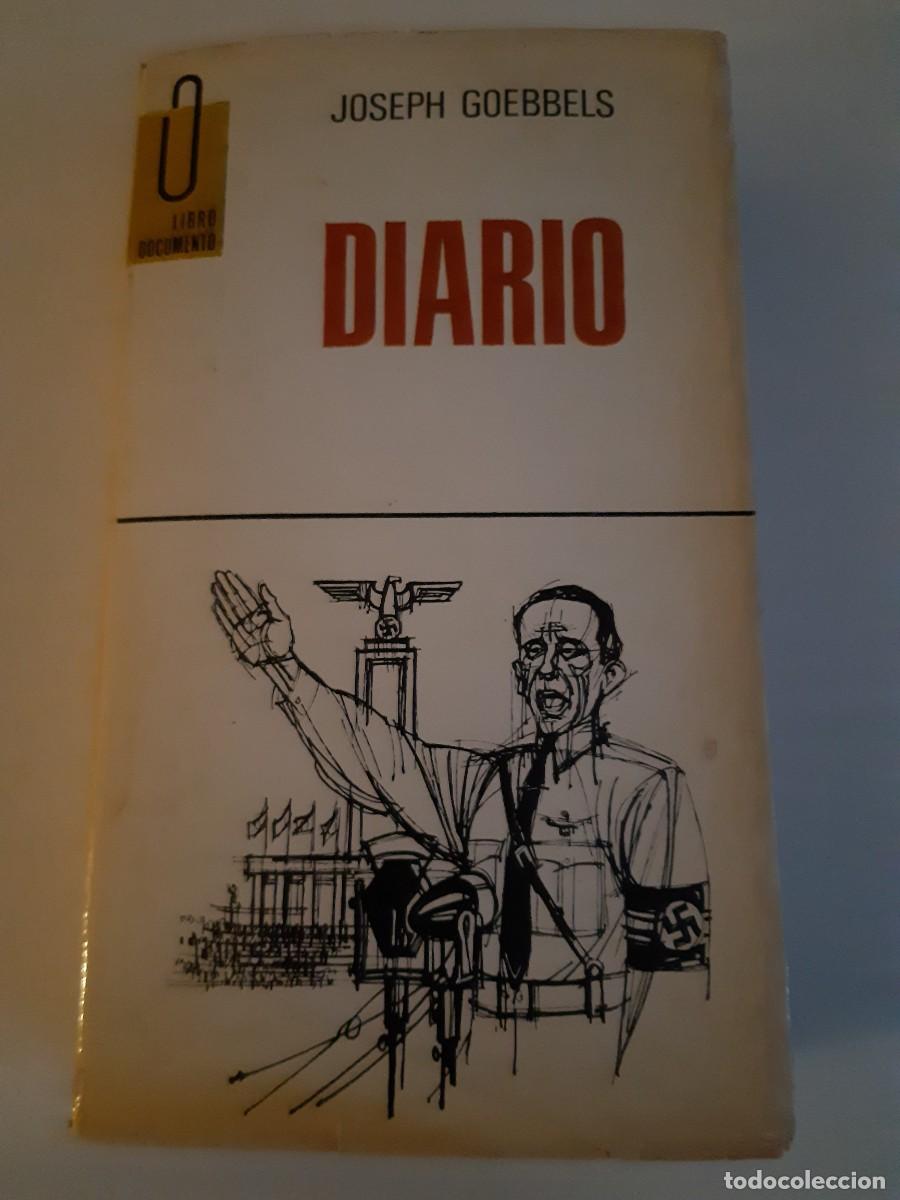 JOSEPH GOEBBELS
LIBRO
DOCUMENTO
DIARIO
todocoleccion